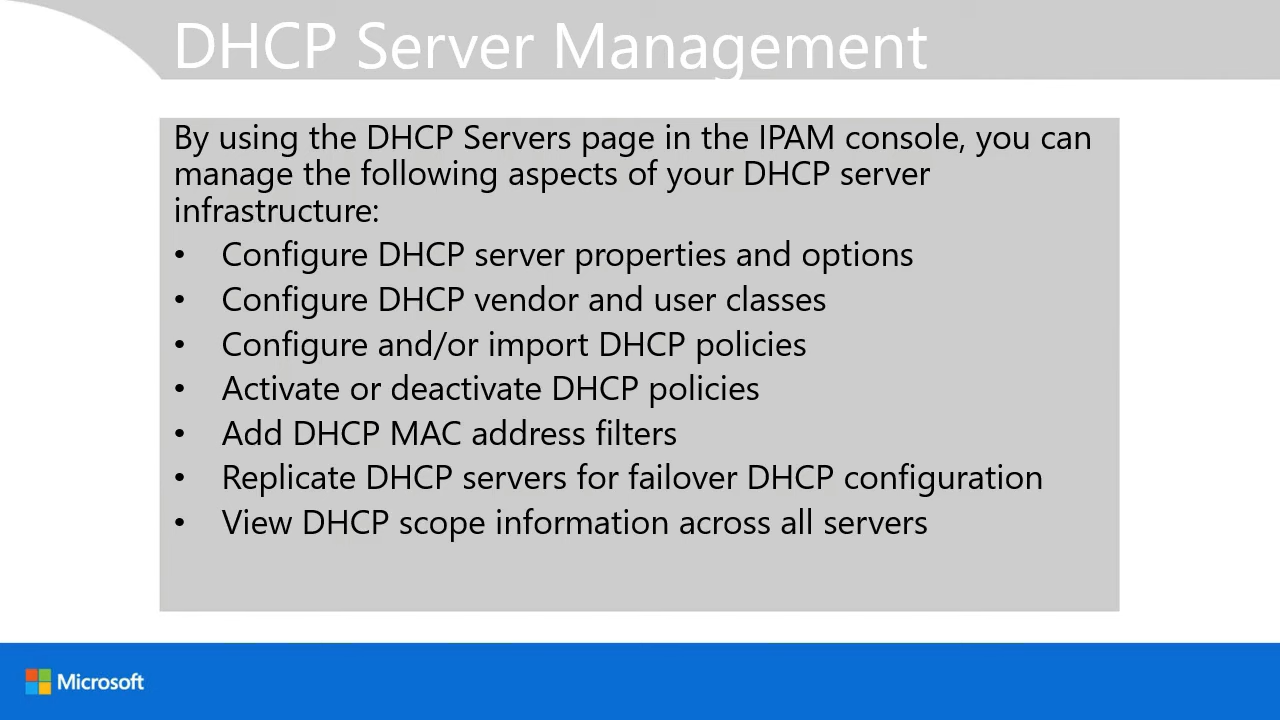 DHCP Server Management
By using the DHCP Servers page in the IPAM console, you can
manage the following aspects of your DHCP server
infrastructure:
• Configure DHCP server properties and options
• Configure DHCP vendor and user classes
• Configure and/or import DHCP policies
• Activate or deactivate DHCP policies
• Add DHCP MAC address filters
• Replicate DHCP servers for failover DHCP configuration
• View DHCP scope information across all servers
Microsoft